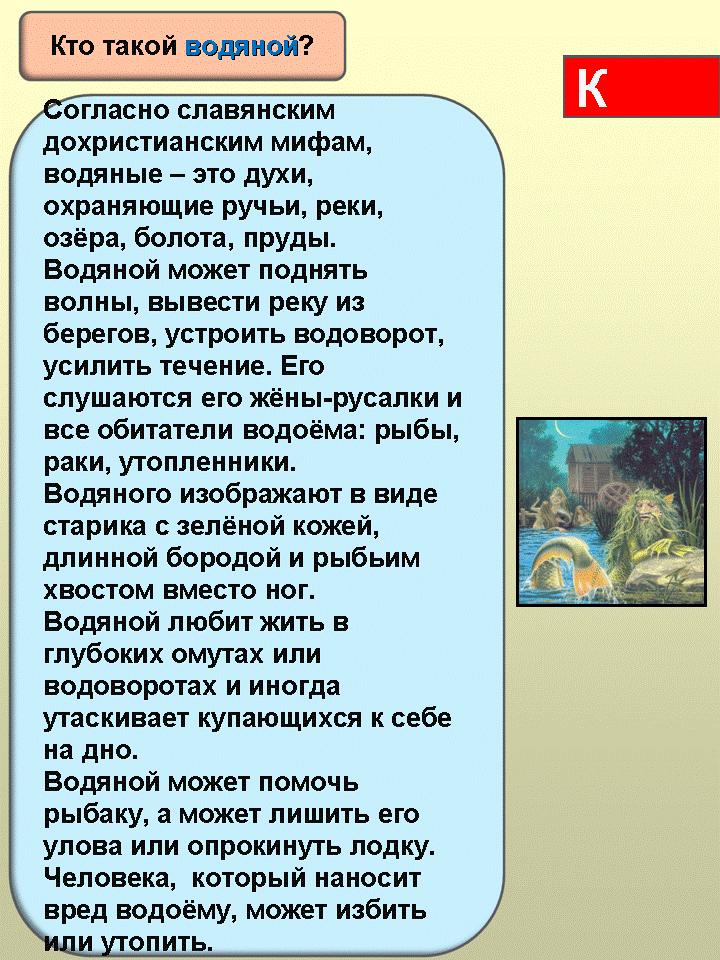 Кто такой водяной?
К
Согласно славянским
дохристианским мифам,
водяные – это духи,
охраняющие ручьи, реки,
озёра, болота, пруды.
Водяной может поднять
волны, вывести реку из
берегов, устроить водоворот,
усилить течение. Его
слушаются его жёны-русалки и
все обитатели водоёма: рыбы,
раки, утопленники.
Водяного изображают в виде
старика с зелёной кожей,
длинной бородой и рыбьим
хвостом вместо ног.
Водяной любит жить в
глубоких омутах или
водоворотах и иногда
утаскивает купающихся к себе
на дно.
Водяной может помочь
рыбаку, а может лишить его
улова или опрокинуть лодку.
Человека,  который наносит
вред водоёму, может избить
или утопить.